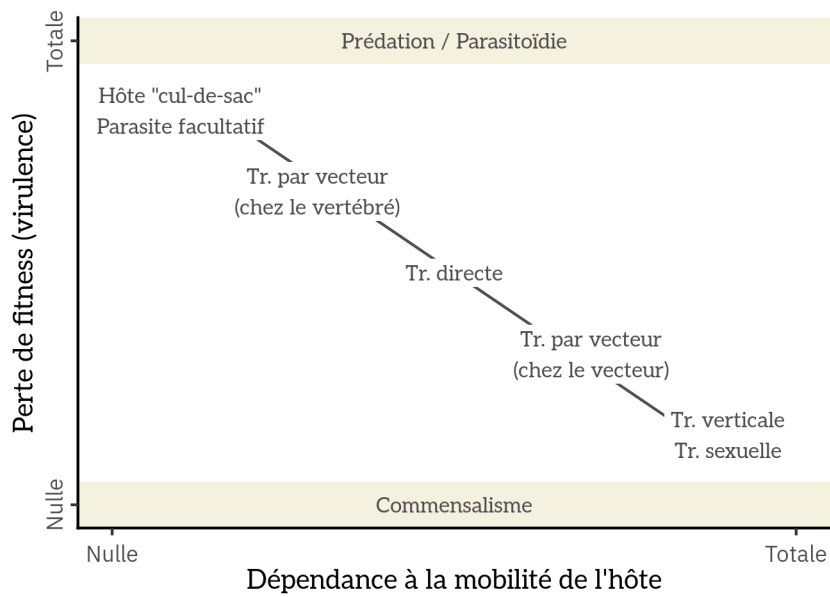 Totale
Prédation / Parasitoïdie
Hôte "cul-de-sac"
Parasite facultatif
Tr. par vecteur
(chez le vertébré)
Tr. directe
Tr. par vecteur
(chez le vecteur)
Tr. verticale
Tr. sexuelle
Perte de fitness (virulence)
Nulle
Commensalisme
Nulle
Totale
Dépendance à la mobilité de l'hôte